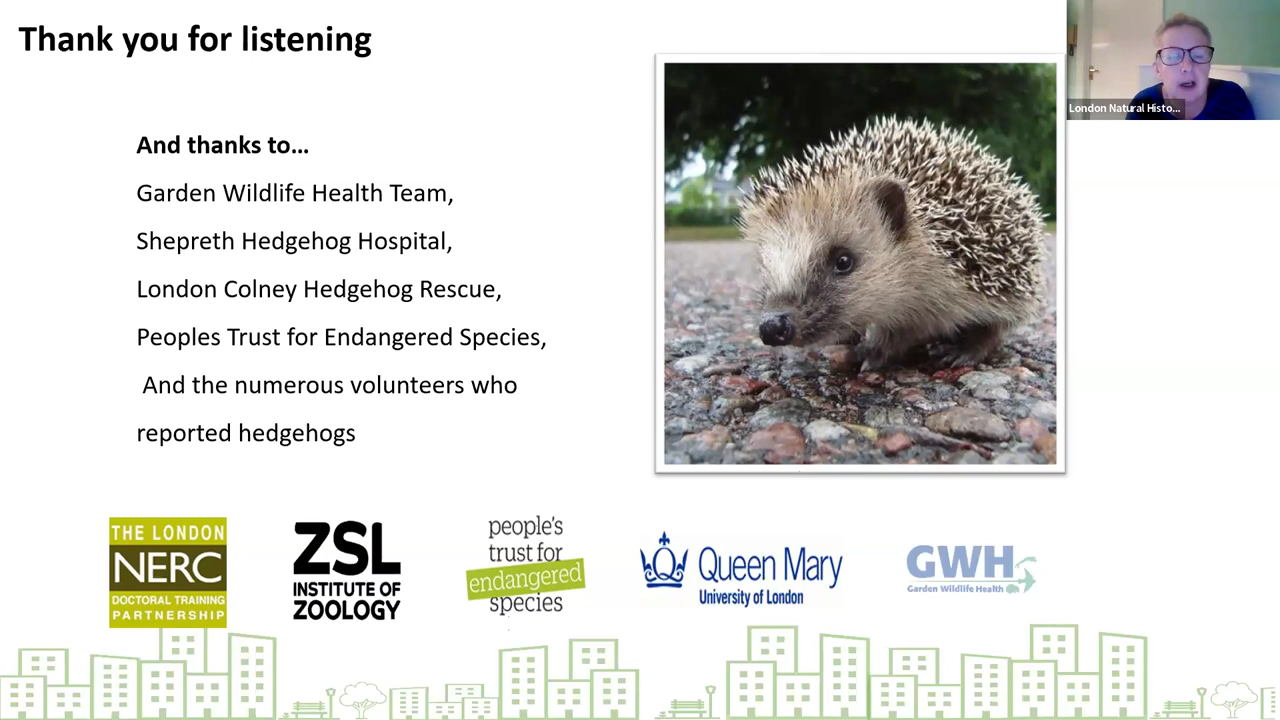 Thank you for listening
London Natural Histo...
And thanks to...
Garden Wildlife Health Team,
Shepreth Hedgehog Hospital,
London Colney Hedgehog Rescue,
Peoples Trust for Endangered Species,
And the numerous volunteers who
reported hedgehogs
THE LONDON
NERC
DOCTORAL TRAINING
PARTNERSHIP
ZSL
INSTITUTE OF
ZOOLOGY
people's
trust for
endangered
species
Queen Mary
University of London
GWH
Garden Wildlife Health